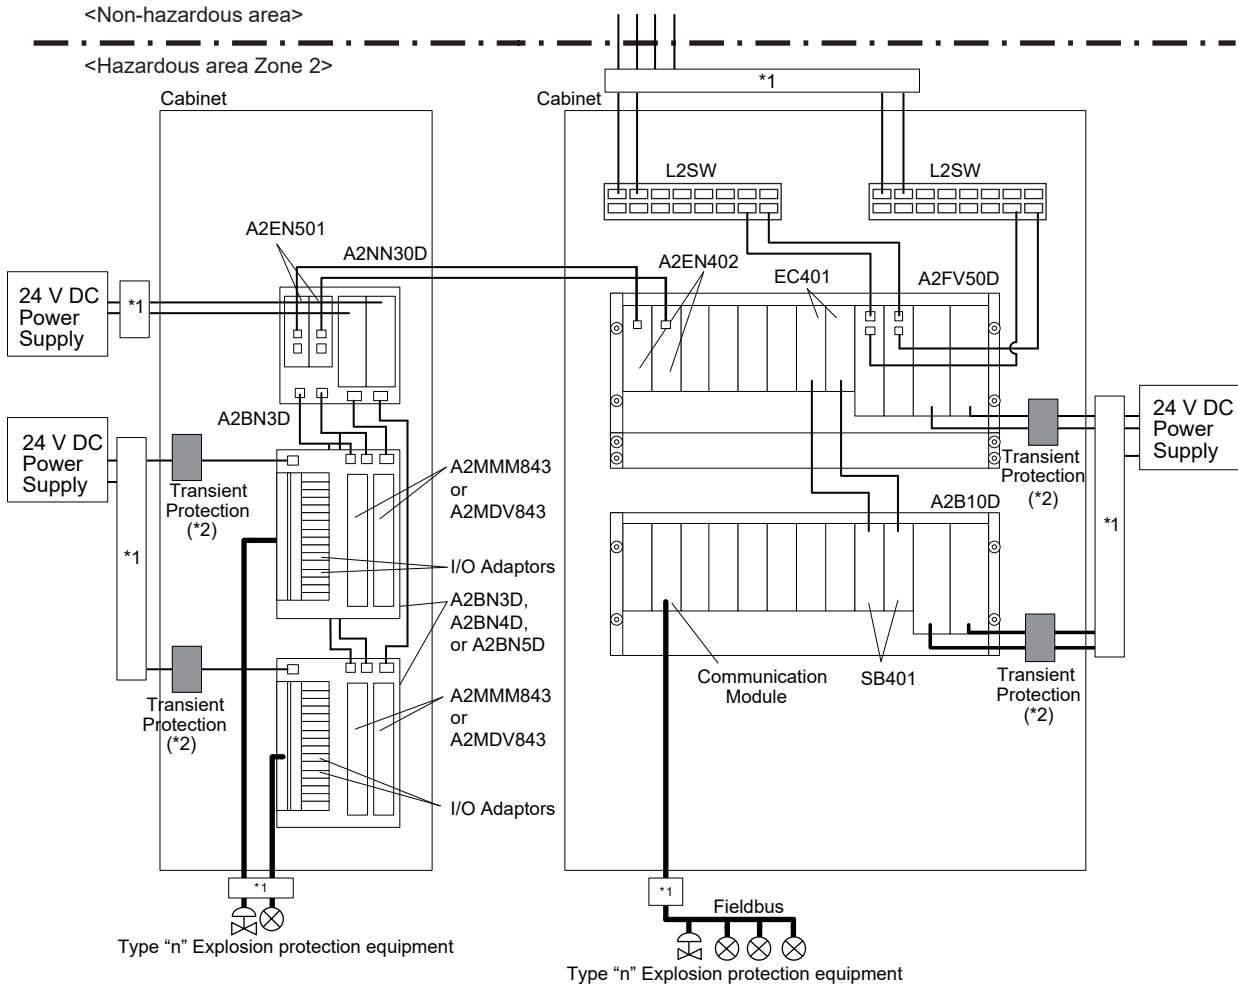 <Non-hazardous area>
<Hazardous area Zone 2>
*1
Cabinet
Cabinet
L2SW
L2SW
A2EN501
A2NN30D
A2EN402
EC401
A2FV50D
24 V DC
Power
Supply
*1
A2BN3D
24 V DC
Power
Supply
24 V DC
Power
Supply
Transient
Protection
(*2)
A2MMM843
or
A2MDV843
Transient
Protection
(*2)
A2B10D
*1
*1
I/O Adaptors
A2BN3D,
A2BN4D,
or A2BN5D
Communication
Module
SB401
Transient
Protection
(*2)
Transient
Protection
(*2)
A2MMM843
or
A2MDV843
I/O Adaptors
*1
*1
Fieldbus
Type “n” Explosion protection equipment
Type “n” Explosion protection equipment